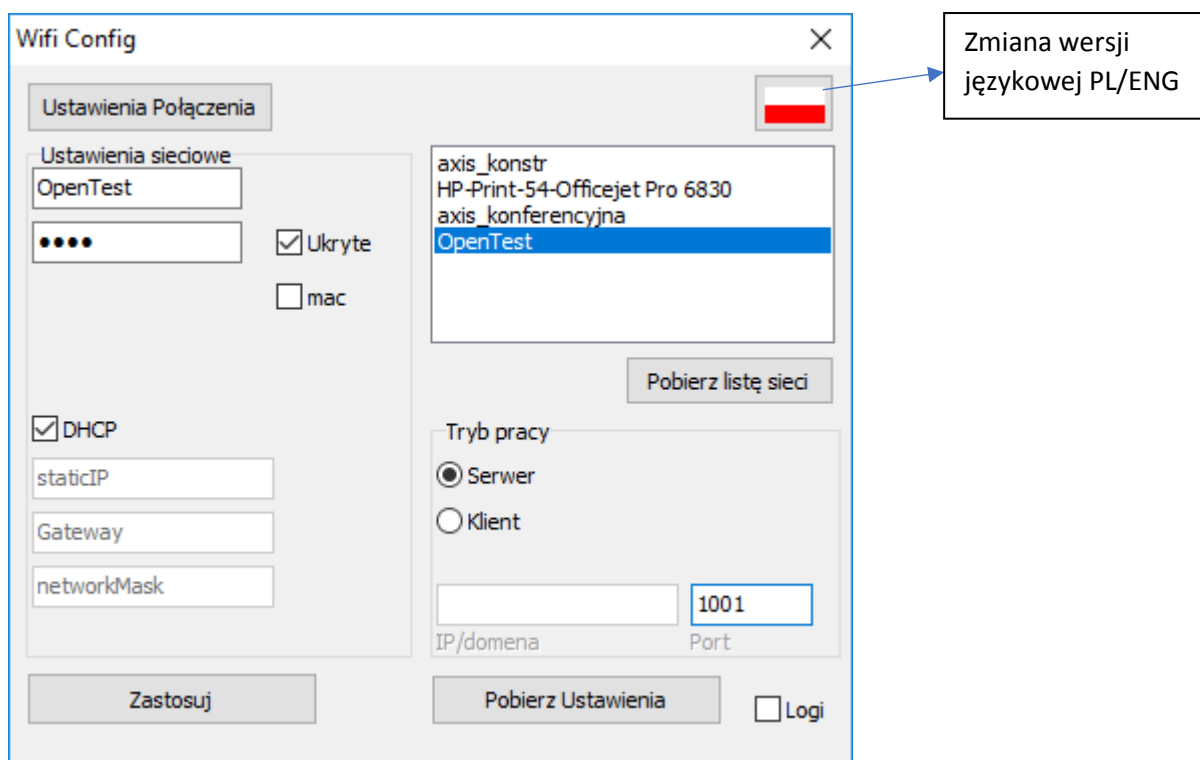 Wifi Config
Zmiana wersji
językowej PL/ENG
Ustawienia Połączenia
Ustawienia sieciowe
OpenTest
••••
Ukryte
mac
axis_konstr
HP-Print-54-Officejet Pro 6830
axis_konferencyjna
OpenTest
Pobierz listę sieci
DHCP
staticIP
Gateway
networkMask
Tryb pracy
Serwer
Klient
1001
IP/domena
Port
Zastosuj
Pobierz Ustawienia
Logi